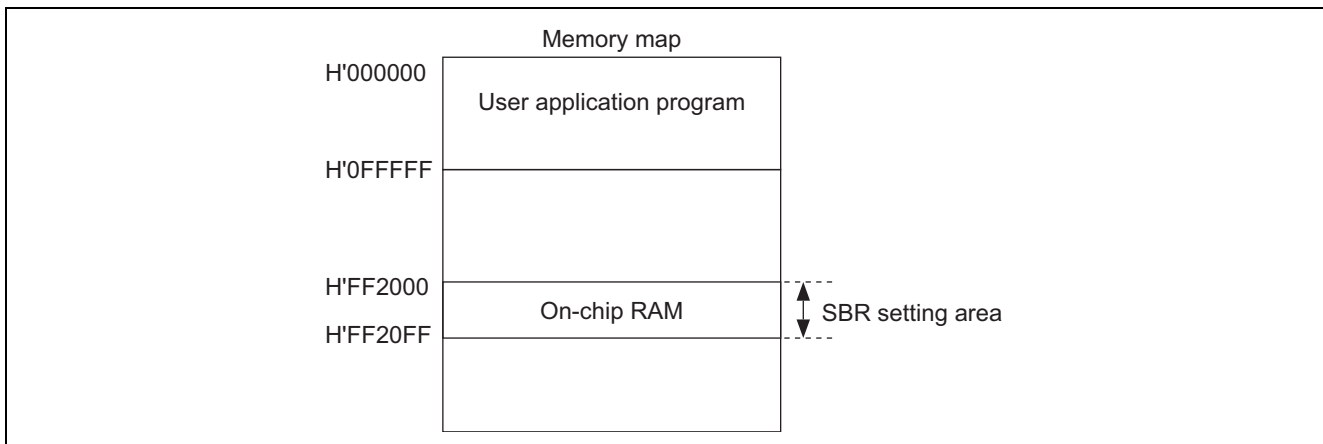 Memory map
H'000000
User application program
H'0FFFFF
H'FF2000
On-chip RAM
SBR setting area
H'FF20FF